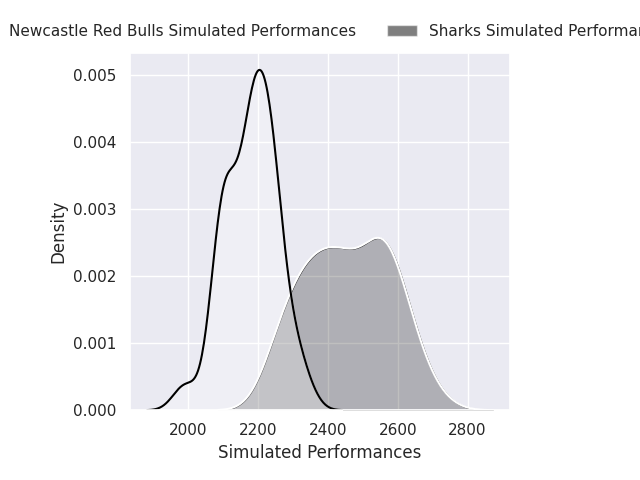 Newcastle Red Bulls Simulated Performances
Sharks Simulated
0.005
0.004
0.003
0.002
0.001
0.000
Density
2000 2200 2400 2600 2800
Simulated Performances